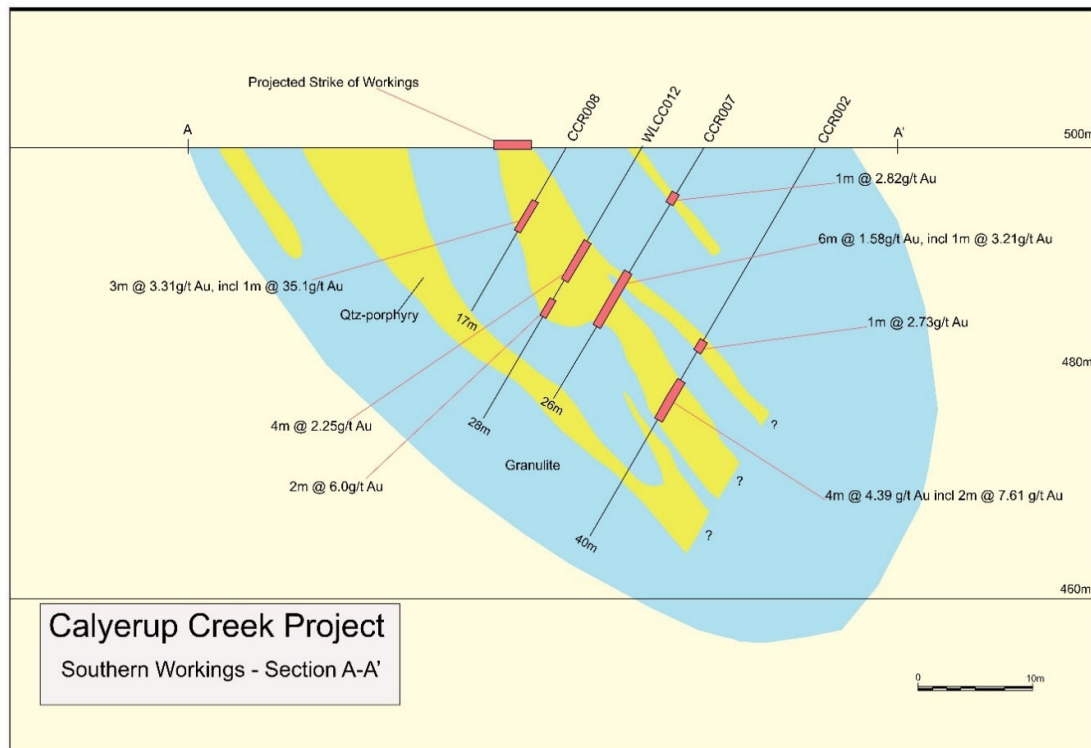 Projected Strike of Workings
A
CCR008
WLCC012
CCR007
CCR002
A'
500m
1m @ 2.82g/t Au
6m @ 1.58g/t Au, incl 1m @ 3.21g/t Au
3m @ 3.31g/t Au, incl 1m @ 35.1g/t Au
Qtz-porphyry
17m
1m @ 2.73g/t Au
480m
4m @ 2.25g/t Au
28m
26m
?
Granulite
2m @ 6.0g/t Au
?
4m @ 4.39 g/t Au incl 2m @ 7.61 g/t Au
40m
?
460m
Calyerup Creek Project
Southern Workings - Section A-A'
0
10m